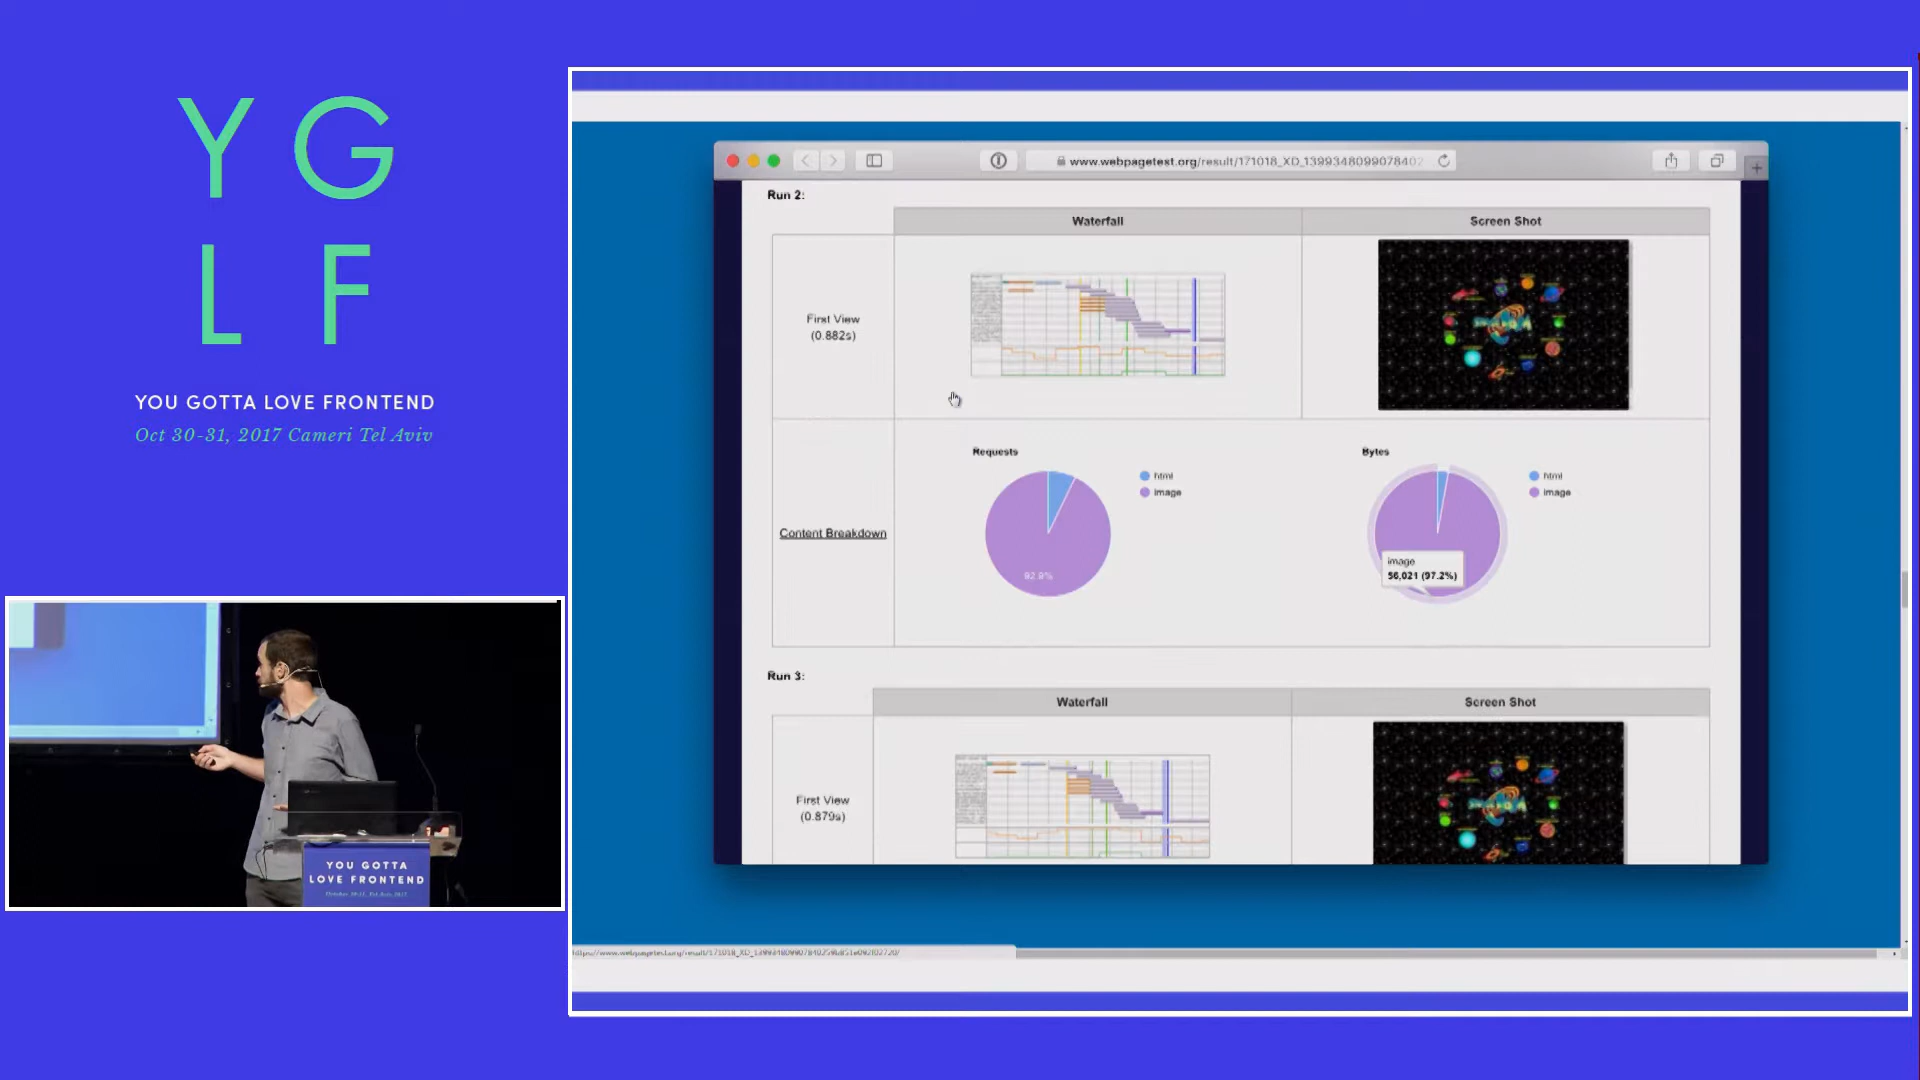 Y G
L F
YOU GOTTA LOVE FRONTEND
Oct 30-31, 2017 Cameri Tel Aviv
YOU GOTTA
LOVE FRONTEND
www.webpagetest.org/result/171018_XD_1399348099078402
Run 2:
Waterfall
Screen Shot
First View
(0.882s)
Requests
html
image
92.9%
Bytes
html
image
image
56,021 (97.2%)
Content Breakdown
Run 3:
Waterfall
Screen Shot
First View
(0.879s)